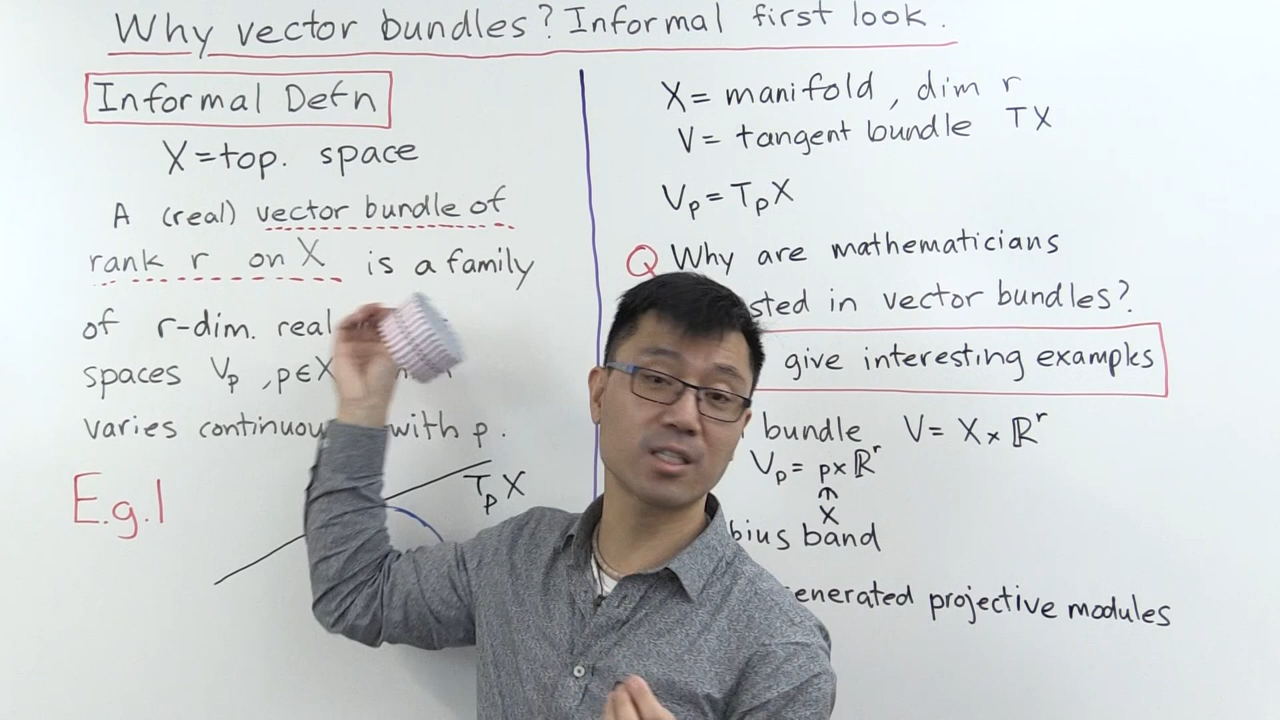 Why vector bundles? Informal first look.
Informal Defn
X = top. space
A (real) vector bundle of
rank r on X is a family
of r-dim. real
spaces Vp, p∈X
varies continuou with p.
E.g.1
TpX
X = manifold, dim r
V = tangent bundle TX
Vp = TpX
Q Why are mathematicians
sted in vector bundles?
give interesting examples
bundle V = X × ℝ^r
Vp = p × ℝ^r
X
bius band
enerated projective modules